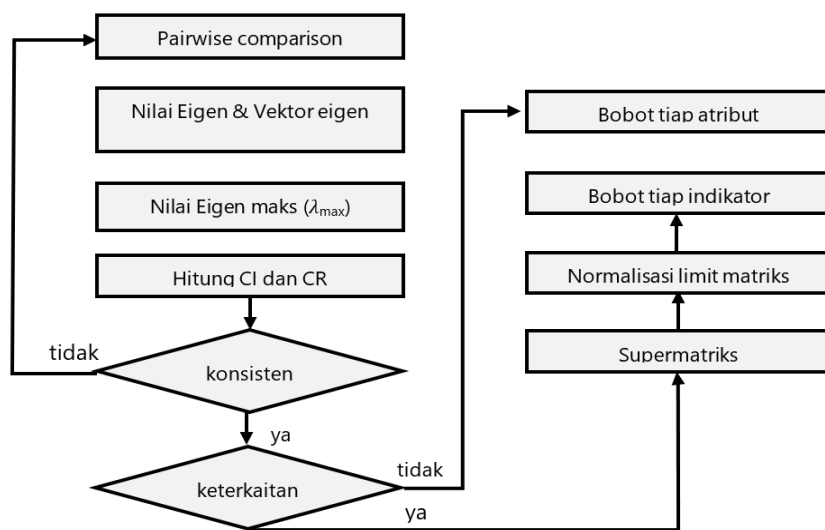 Pairwise comparison
Nilai Eigen & Vektor eigen
Nilai Eigen maks (λmax)
Hitung CI dan CR
tidak
konsisten
ya
keterkaitan
tidak
ya
Bobot tiap atribut
Bobot tiap indikator
Normalisasi limit matriks
Supermatriks